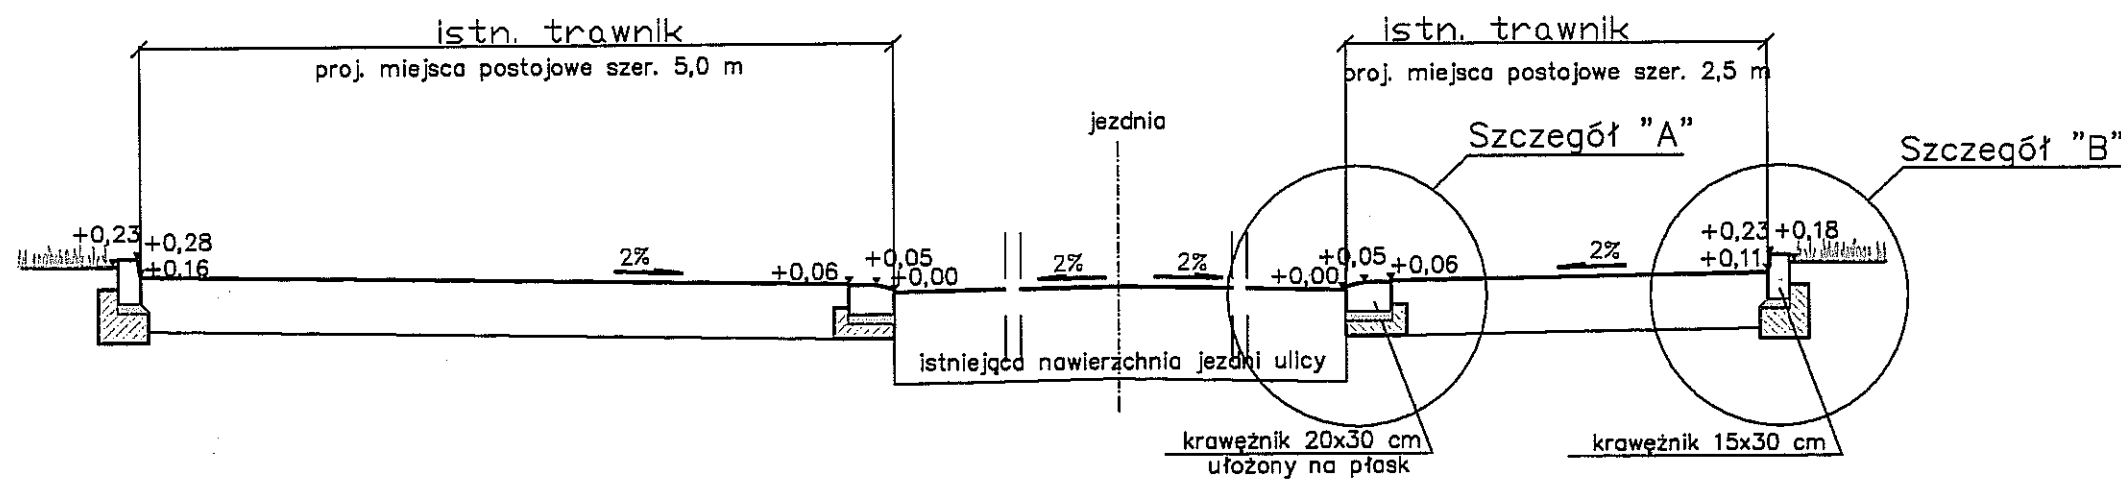 istn. trawnik
proj. miejsca postojowe szer. 5,0 m
istn. trawnik
proj. miejsca postojowe szer. 2,5 m
jezdnia
Szczegół "A"
Szczegół "B"
+0,23
+0,28
+0,16
2%
+0,06
+0,05
+0,00
2%
2%
+0,00
+0,05
+0,06
2%
+0,23
+0,18
+0,11
istniejąca nawierzchnia jezdni ulicy
krawężnik 20x30 cm
ułożony na płask
krawężnik 15x30 cm